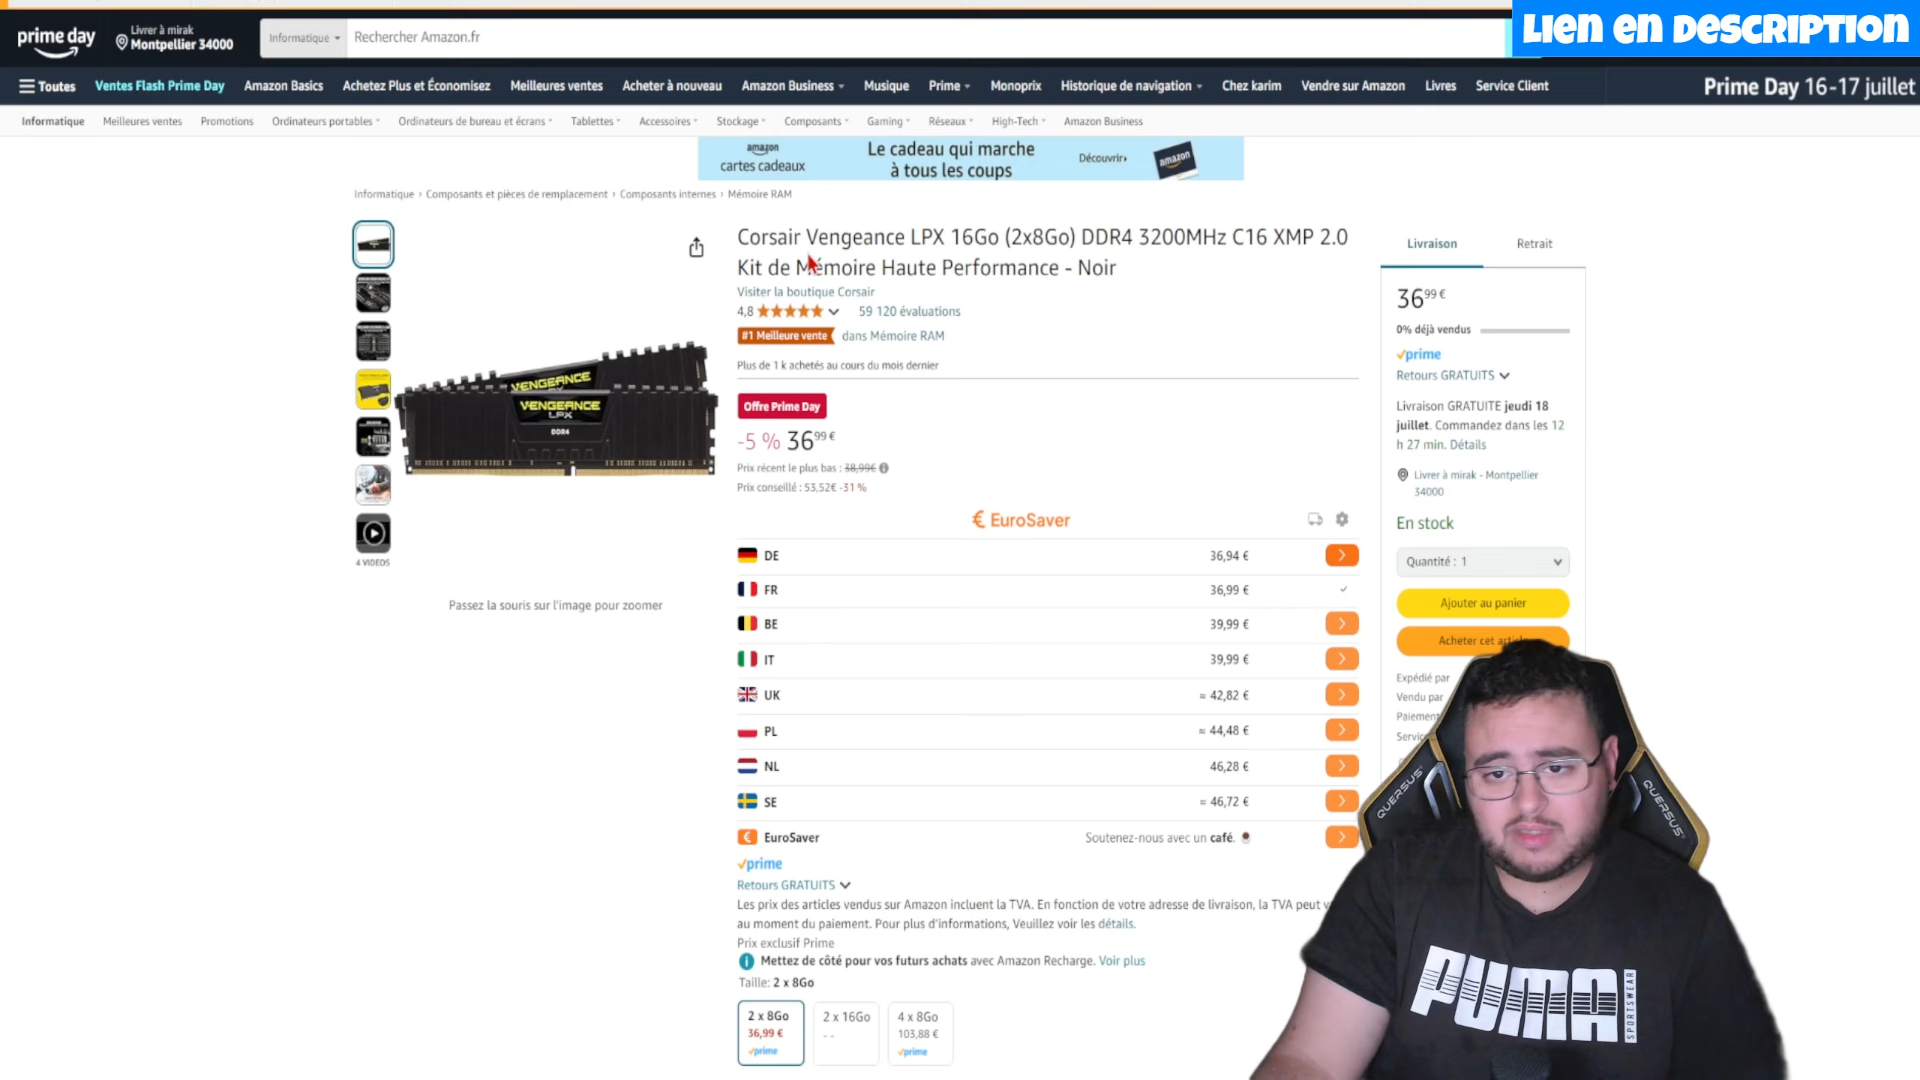 Lien en description
prime day
Livrer à mirak
Montpellier 34000
Informatique
Rechercher Amazon.fr
Toutes
Ventes Flash Prime Day
Amazon Basics
Achetez Plus et Économisez
Meilleures ventes
Acheter à nouveau
Amazon Business
Musique
Prime
Monoprix
Historique de navigation
Chez karim
Vendre sur Amazon
Livres
Service Client
Prime Day 16-17 juillet
Informatique
Meilleures ventes
Promotions
Ordinateurs portables
Ordinateurs de bureau et écrans
Tablettes
Accessoires
Stockage
Composants
Gaming
Réseaux
High-Tech
Amazon Business
amazon
cartes cadeaux
Le cadeau qui marche
à tous les coups
Découvrir›
amazon
Informatique › Composants et pièces de remplacement › Composants internes › Mémoire RAM
Corsair Vengeance LPX 16Go (2x8Go) DDR4 3200MHz C16 XMP 2.0
Kit de Mémoire Haute Performance - Noir
Visiter la boutique Corsair
4,8
59 120 évaluations
#1 Meilleure vente
dans Mémoire RAM
Plus de 1 k achetés au cours du mois dernier
Offre Prime Day
-5 % 36,99 €
Prix récent le plus bas : 38,99€
Prix conseillé : 53,52€ -31 %
VENGEANCE
VENGEANCE
LPX
DDR4
4 VIDEOS
Passez la souris sur l'image pour zoomer
€ EuroSaver
DE 36,94 €
FR 36,99 €
BE 39,99 €
IT 39,99 €
UK ≈ 42,82 €
PL ≈ 44,48 €
NL 46,28 €
SE ≈ 46,72 €
EuroSaver
Soutenez-nous avec un café.
prime
Retours GRATUITS
Les prix des articles vendus sur Amazon incluent la TVA. En fonction de votre adresse de livraison, la TVA peut
au moment du paiement. Pour plus d'informations, Veuillez voir les détails.
Prix exclusif Prime
Mettez de côté pour vos futurs achats avec Amazon Recharge. Voir plus
Taille: 2 x 8Go
2 x 8Go
36,99 €
prime
2 x 16Go
- -
4 x 8Go
103,88 €
prime
Livraison
Retrait
36,99 €
0% déjà vendus
prime
Retours GRATUITS
Livraison GRATUITE jeudi 18
juillet. Commandez dans les 12
h 27 min. Détails
Livrer à mirak - Montpellier
34000
En stock
Quantité : 1
Ajouter au panier
Acheter cet
Expédié par
Vendu par
QUERSUS
QUERSUS
PUMA
SPORTSWEAR